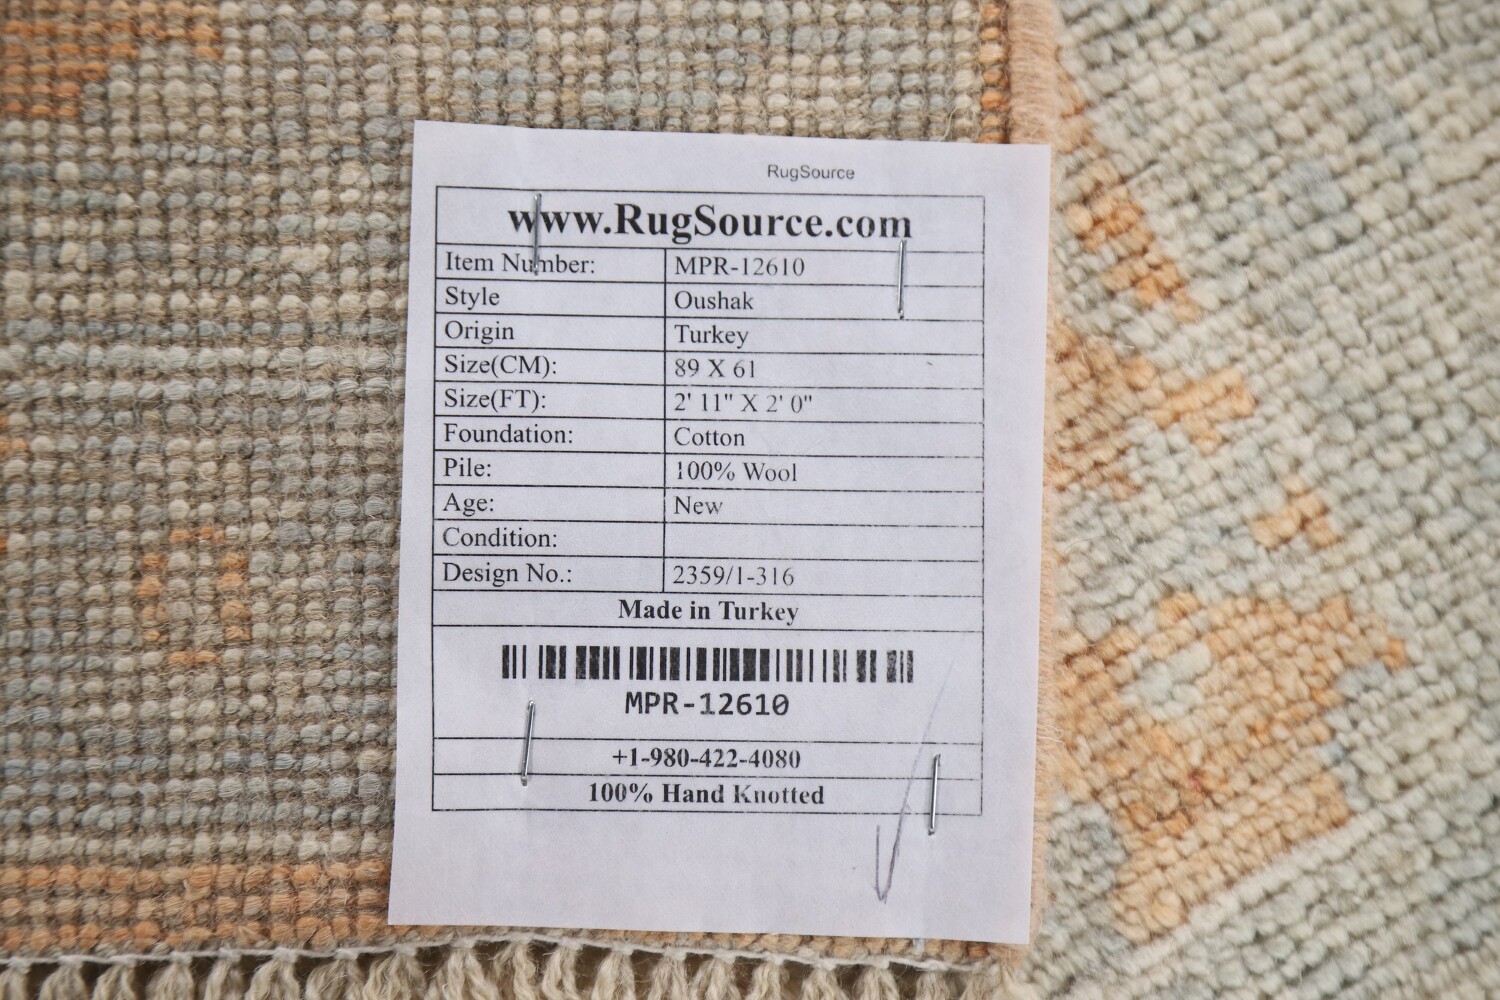 RugSource
www.RugSource.com
Item Number: MPR-12610
Style Oushak
Origin Turkey
Size(CM): 89 X 61
Size(FT): 2' 11" X 2' 0"
Foundation: Cotton
Pile: 100% Wool
Age: New
Condition:
Design No.: 2359/1-316
Made in Turkey
MPR-12610
+1-980-422-4080
100% Hand Knotted